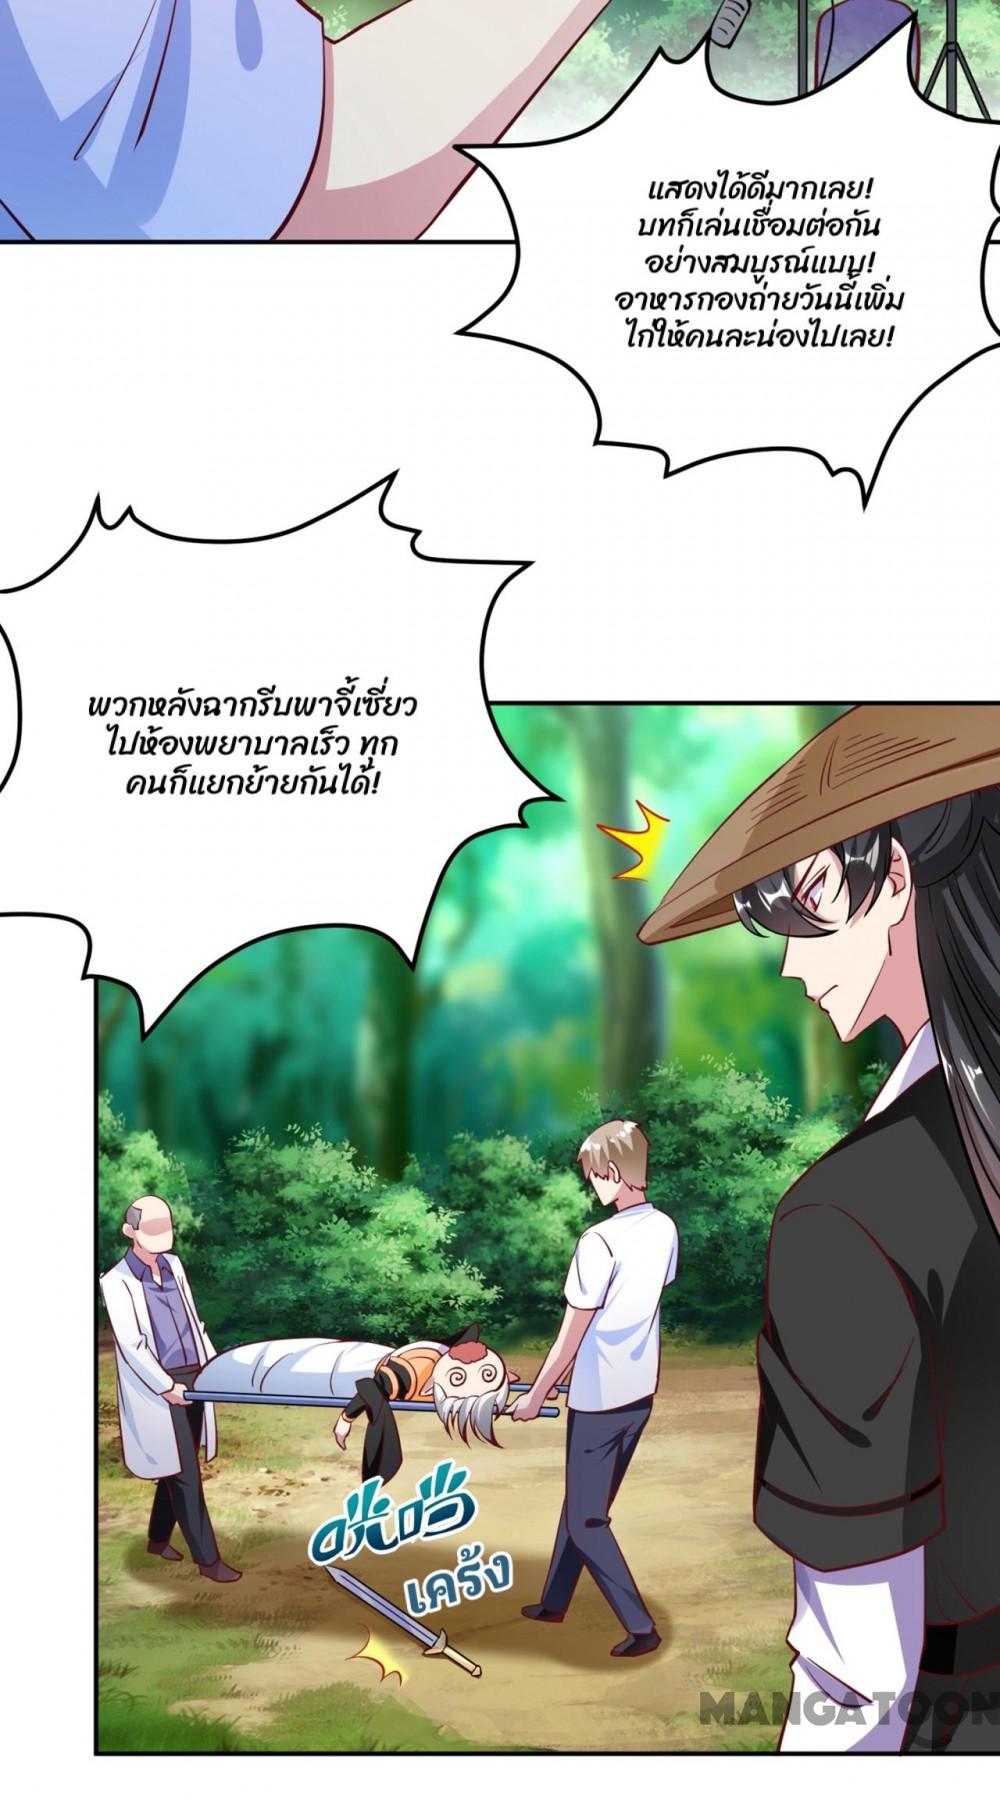 แสดงได้ดีมากเลย!
บทก็เล่นเชื่อมต่อกัน
อย่างสมบูรณ์แบบ!
อาหารกองถ่ายวันนี้เพิ่ม
ไก่ให้คนละน่องไปเลย!
พวกหลังฉากรีบพาจี้เซี่ยว
ไปห้องพยาบาลเร็ว ทุก
คนก็แยกย้ายกันได้!
咣当
เคร้ง
MANGATOON